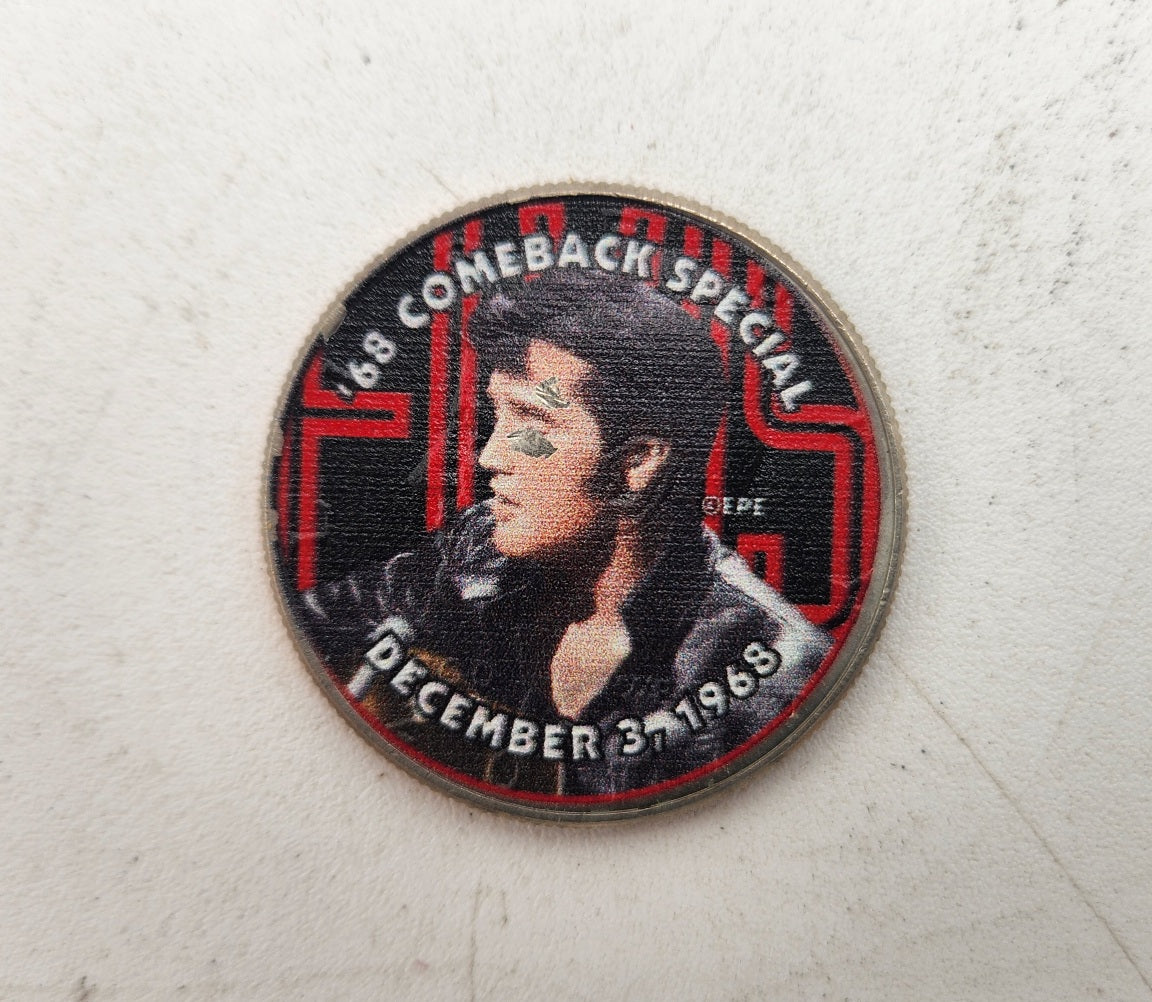 '68 COMEBACK SPECIAL
©EPE
DECEMBER 3, 1968